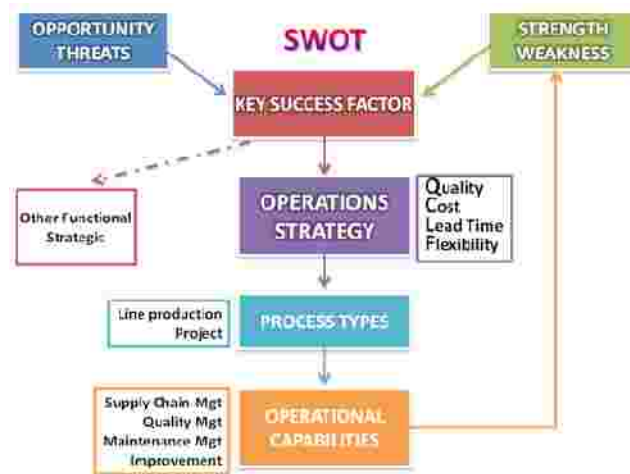 OPPORTUNITY
THREATS
SWOT
STRENGTH
WEAKNESS
KEY SUCCESS FACTOR
Other Functional
Strategic
OPERATIONS
STRATEGY
Quality
Cost
Lead Time
Flexibility
Line production
Project
PROCESS TYPES
Supply Chain Mgt
Quality Mgt
Maintenance Mgt
Improvement
OPERATIONAL
CAPABILITIES